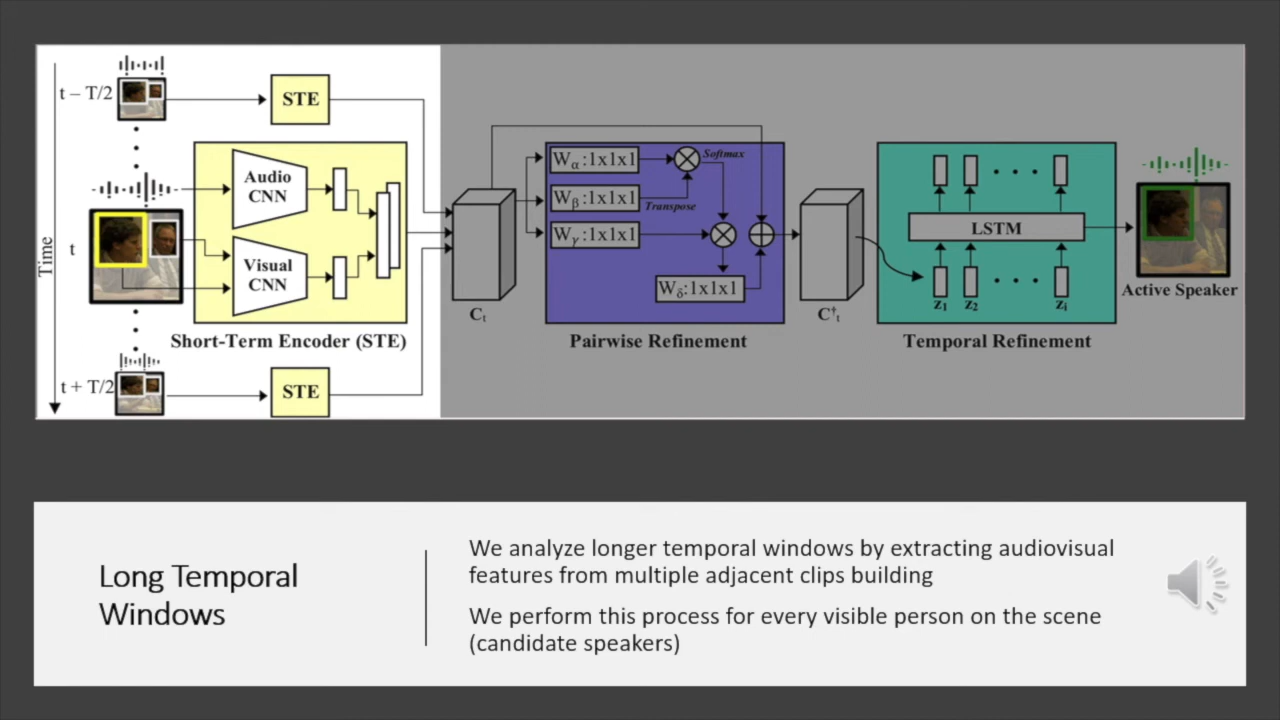 t – T/2
STE
Time
t
Audio
CNN
Visual
CNN
Short-Term Encoder (STE)
t + T/2
STE
Cₜ
Wα:1x1x1
Softmax
Wβ:1x1x1
Transpose
Wγ:1x1x1
Wδ:1x1x1
Pairwise Refinement
C†ₜ
LSTM
z₁ z₂ zᵢ
Temporal Refinement
Active Speaker
Long Temporal
Windows
We analyze longer temporal windows by extracting audiovisual
features from multiple adjacent clips building
We perform this process for every visible person on the scene
(candidate speakers)